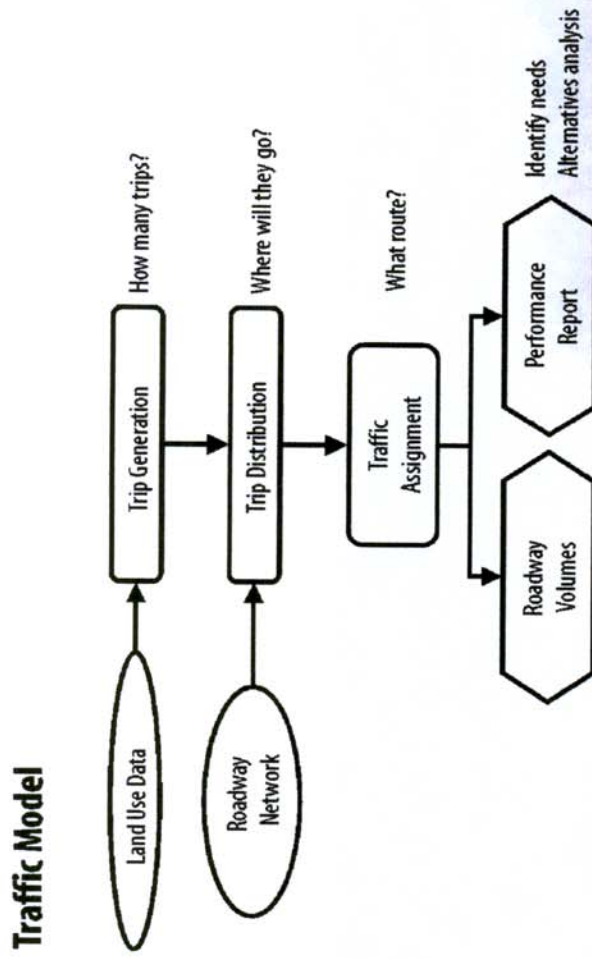 Traffic Model
Land Use Data
Trip Generation
How many trips?
Roadway
Network
Trip Distribution
Where will they go?
Traffic
Assignment
What route?
Roadway
Volumes
Performance
Report
Identify needs
Alternatives analysis